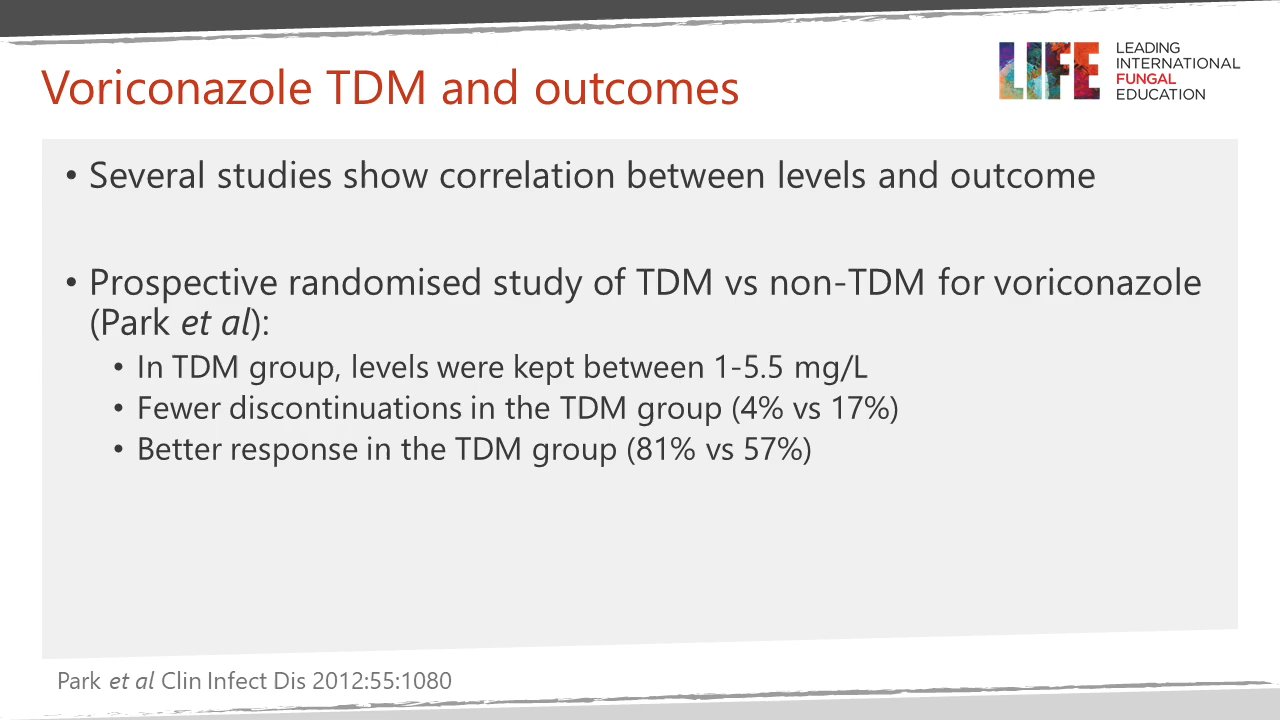 Voriconazole TDM and outcomes
LIFE
LEADING
INTERNATIONAL
FUNGAL
EDUCATION
• Several studies show correlation between levels and outcome
• Prospective randomised study of TDM vs non-TDM for voriconazole
(Park et al):
• In TDM group, levels were kept between 1-5.5 mg/L
• Fewer discontinuations in the TDM group (4% vs 17%)
• Better response in the TDM group (81% vs 57%)
Park et al Clin Infect Dis 2012:55:1080